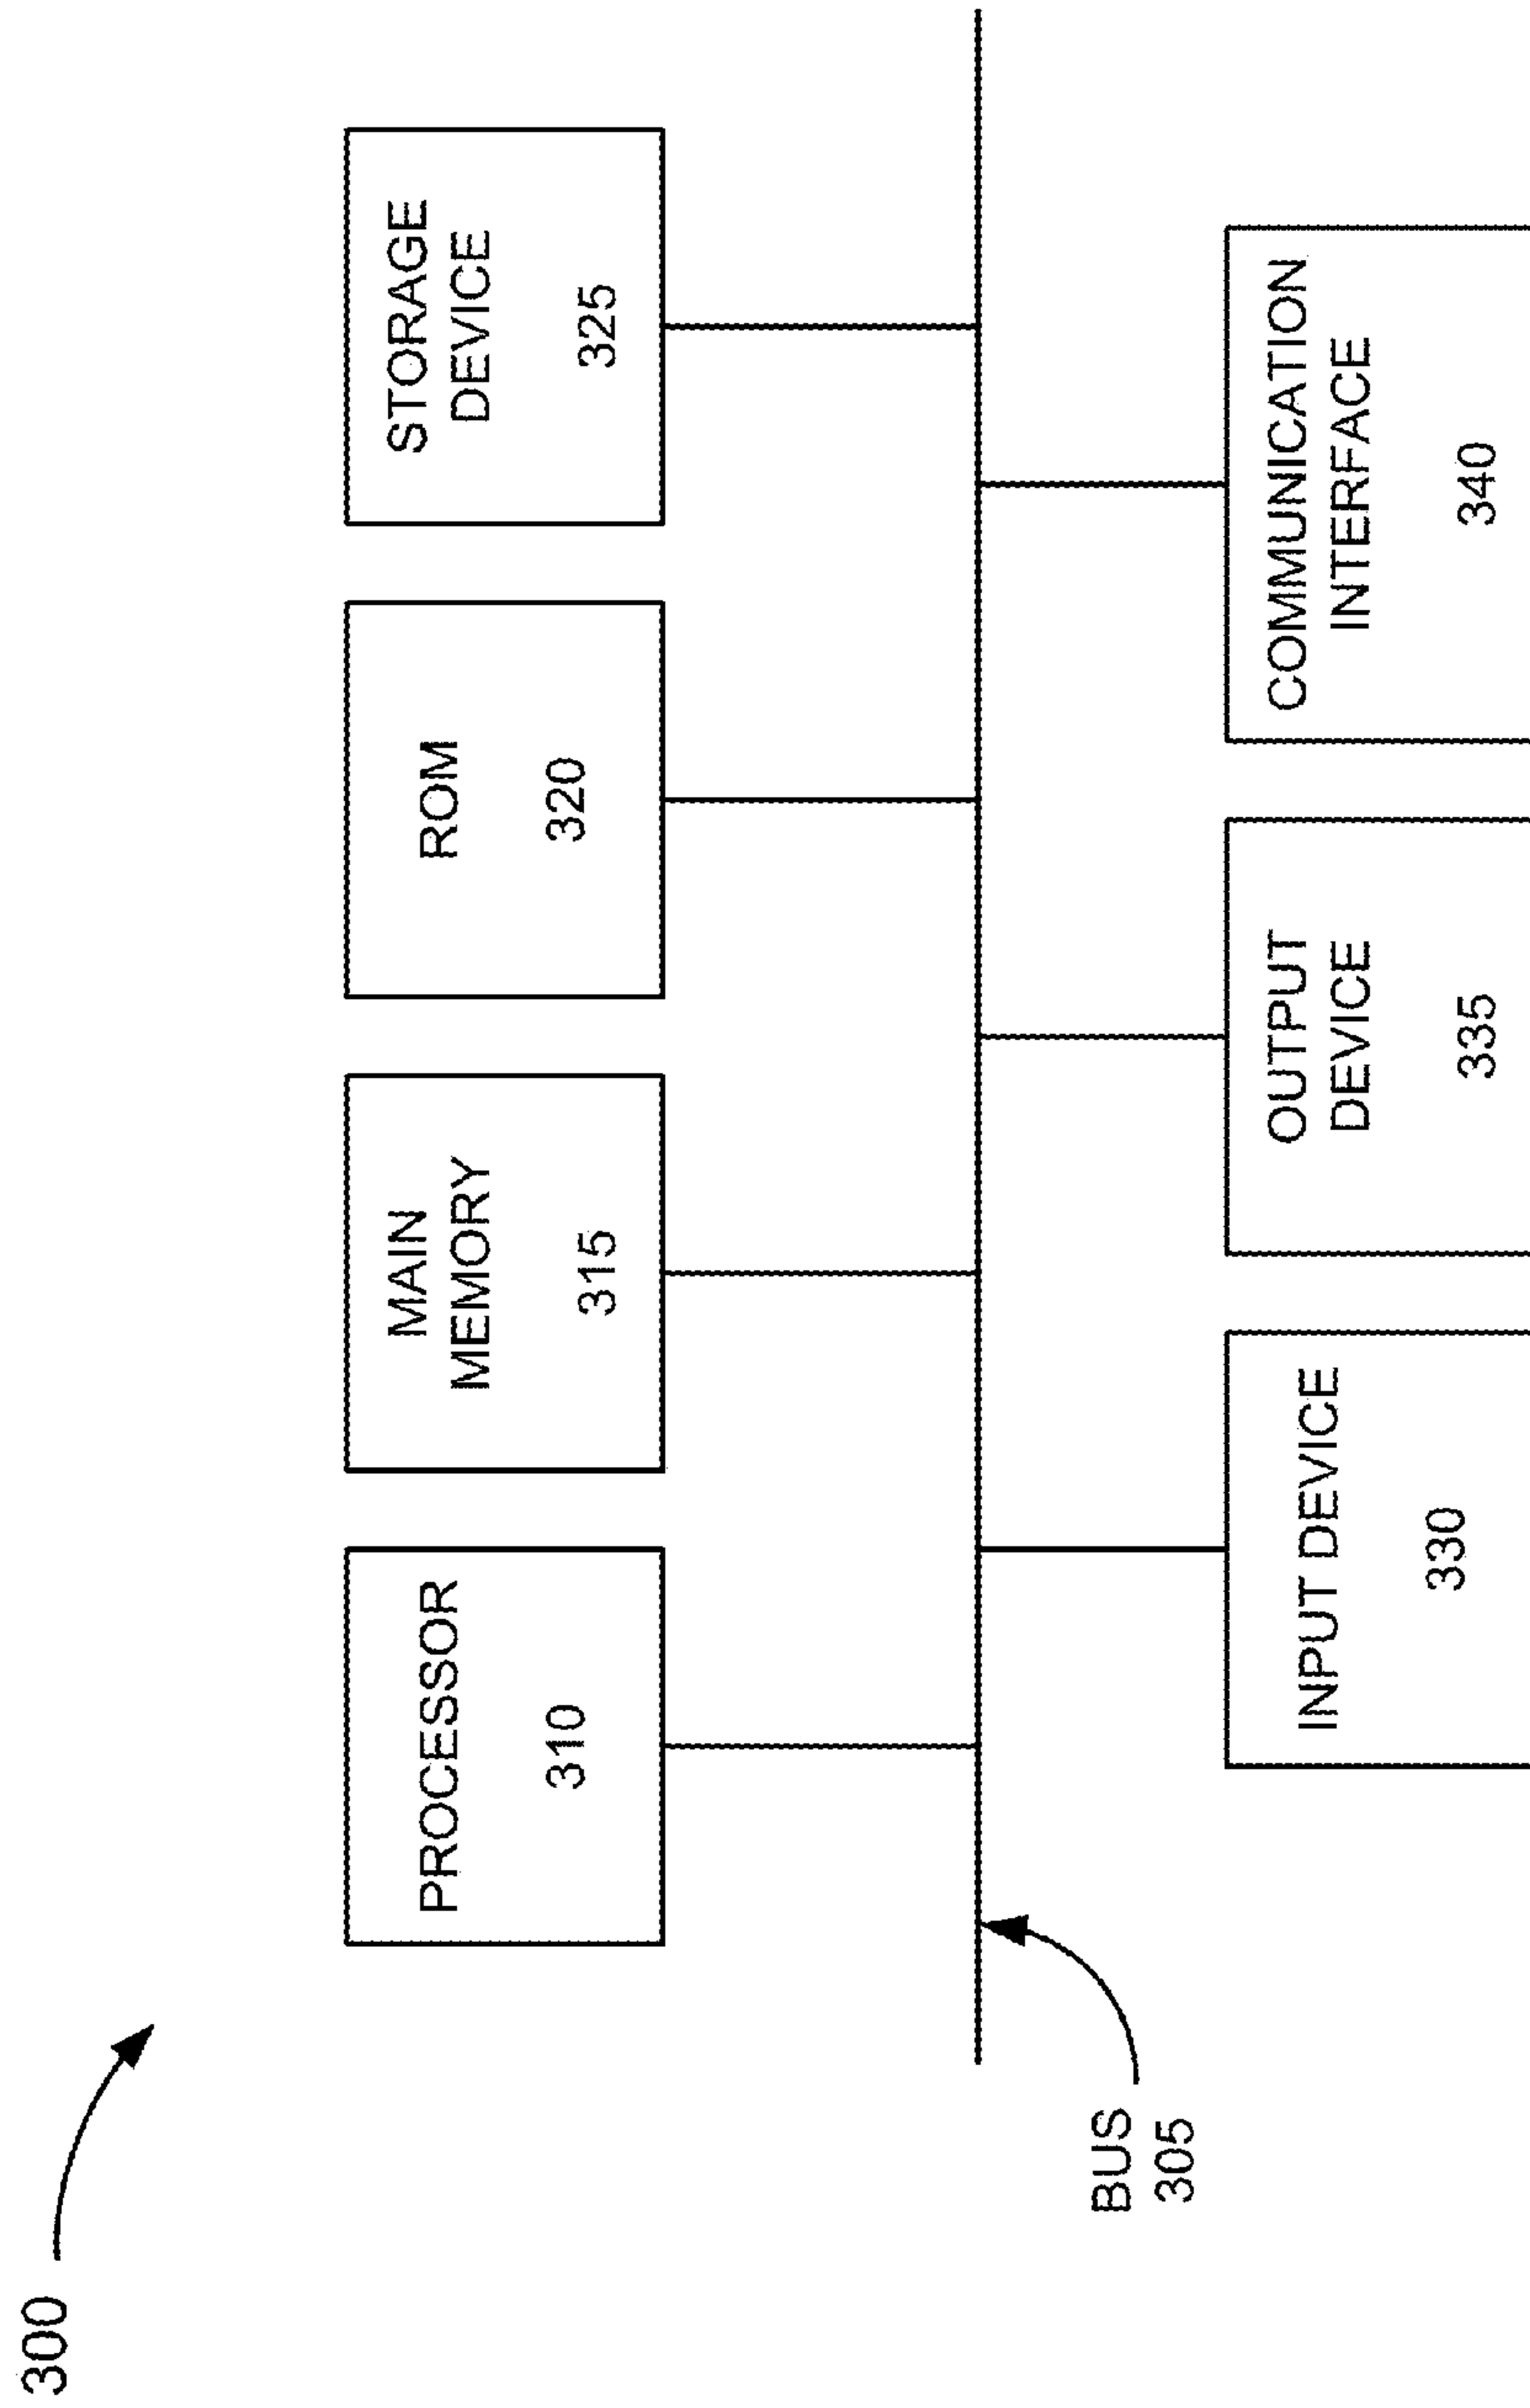 300
PROCESSOR
310
MAIN
MEMORY
315
ROM
320
STORAGE
DEVICE
325
BUS
305
INPUT DEVICE
330
OUTPUT
DEVICE
335
COMMUNICATION
INTERFACE
340